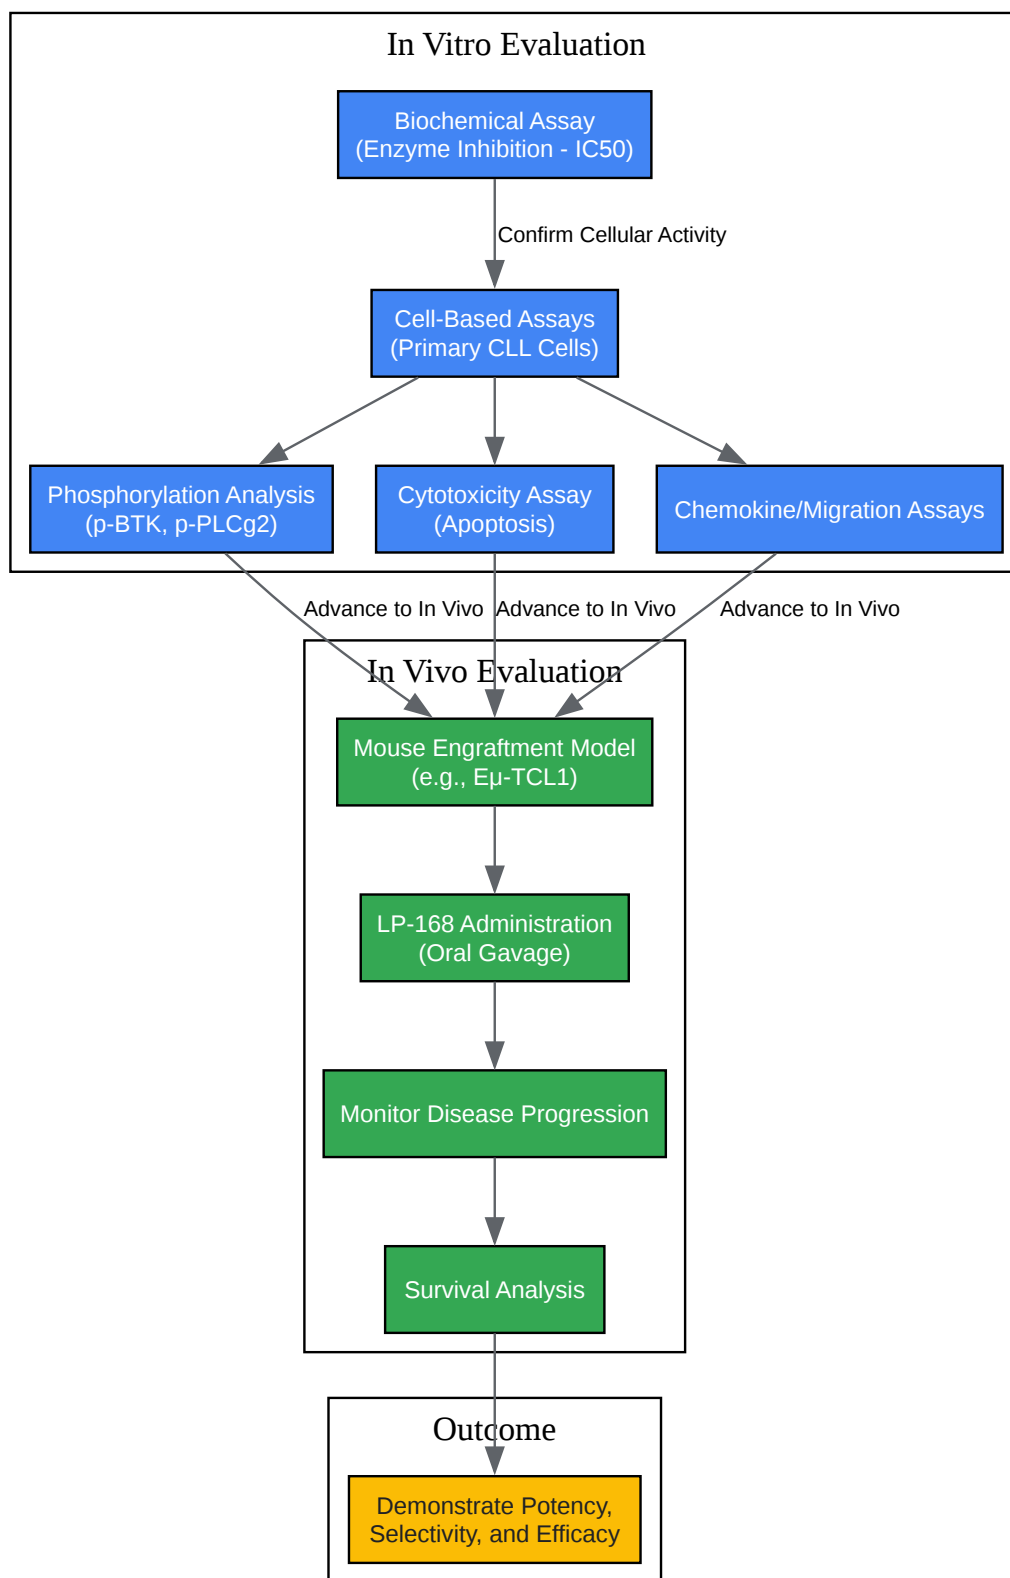 In Vitro Evaluation
Biochemical Assay
(Enzyme Inhibition - IC50)
Confirm Cellular Activity
Cell-Based Assays
(Primary CLL Cells)
Phosphorylation Analysis
(p-BTK, p-PLCg2)
Cytotoxicity Assay
(Apoptosis)
Chemokine/Migration Assays
Advance to In Vivo
Advance to In Vivo
Advance to In Vivo
In Vivo Evaluation
Mouse Engraftment Model
(e.g., Eμ-TCL1)
LP-168 Administration
(Oral Gavage)
Monitor Disease Progression
Survival Analysis
Outcome
Demonstrate Potency,
Selectivity, and Efficacy